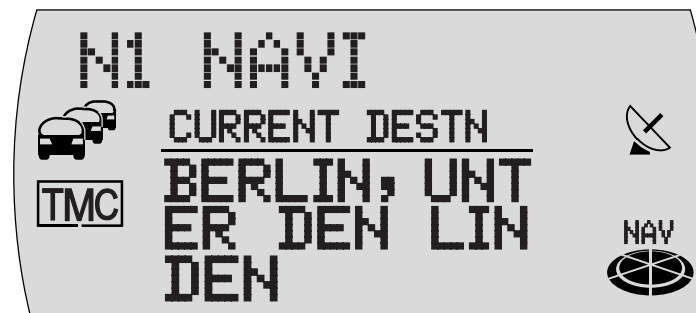 N1 NAVI
CURRENT DESTN
BERLIN, UNT
TMC
ER DEN LIN
NAV
DEN